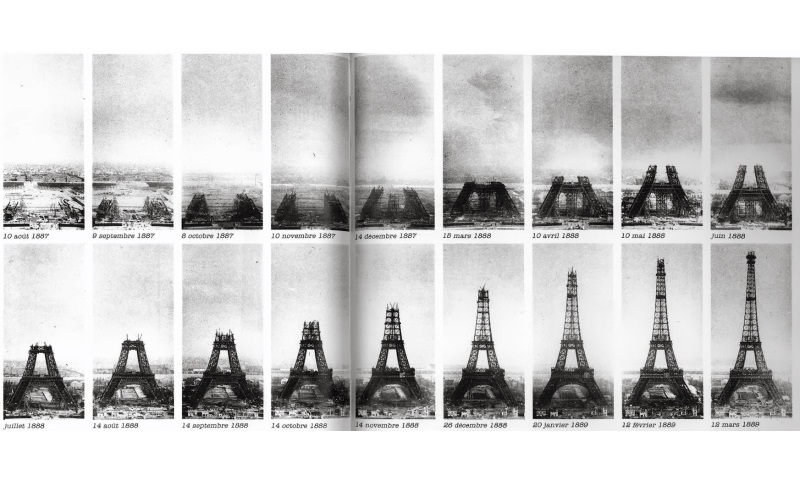 10 août 1887
9 septembre 1887
8 octobre 1887
10 novembre 1887
14 décembre 1887
15 mars 1888
10 avril 1888
10 mai 1888
juin 1888
juillet 1888
14 août 1888
14 septembre 1888
14 octobre 1888
14 novembre 1888
26 décembre 1888
20 janvier 1889
12 février 1889
12 mars 1889